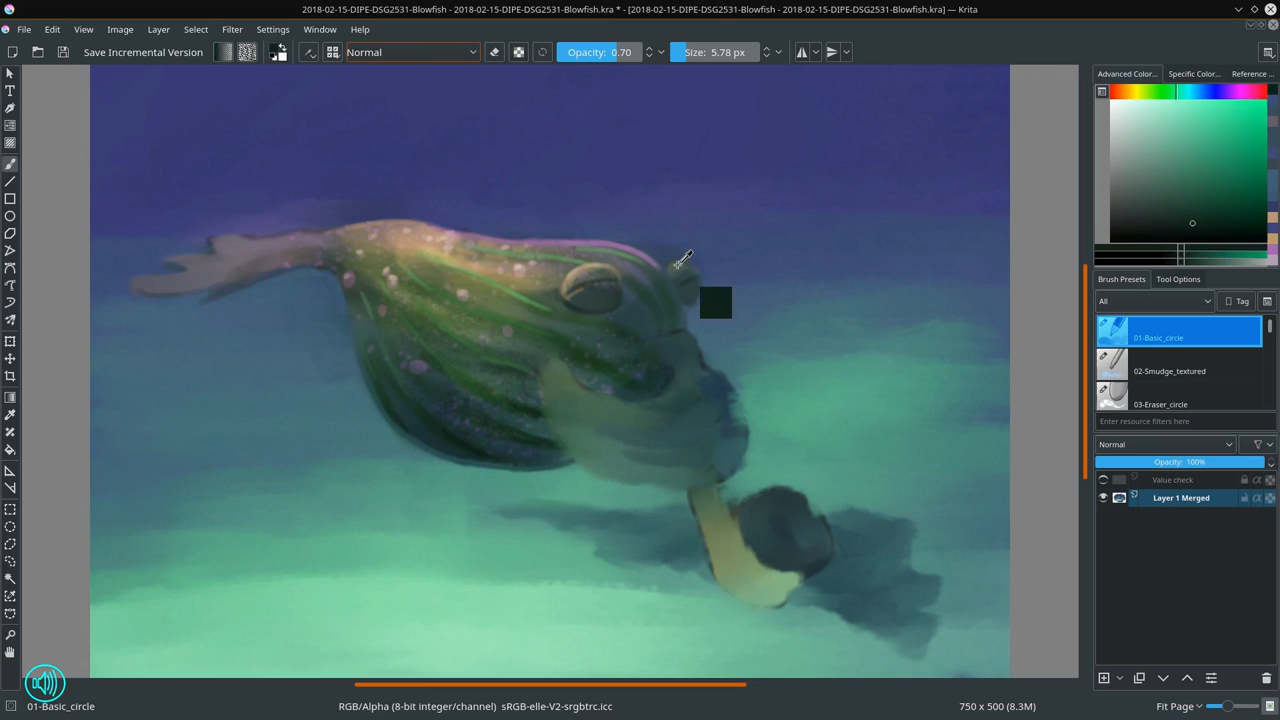 2018-02-15-DIPE-DSG2531-Blowfish - 2018-02-15-DIPE-DSG2531-Blowfish.kra * - [2018-02-15-DIPE-DSG2531-Blowfish - 2018-02-15-DIPE-DSG2531-Blowfish.kra] — Krita
File Edit View Image Layer Select Filter Settings Tools Window Help
Save Incremental Version Normal Opacity: 0.70 Size: 5.78 px
Advanced Color... Specific Color... Reference ...
Brush Presets Tool Options
All Tag
01-Basic_circle
02-Smudge_textured
03-Eraser_circle
Enter resource filters here
Normal
Opacity: 100%
Value check
Layer 1 Merged
01-Basic_circle RGB/Alpha (8-bit integer/channel) sRGB-elle-V2-srgbtrc.icc 750 x 500 (8.3M) Fit Page